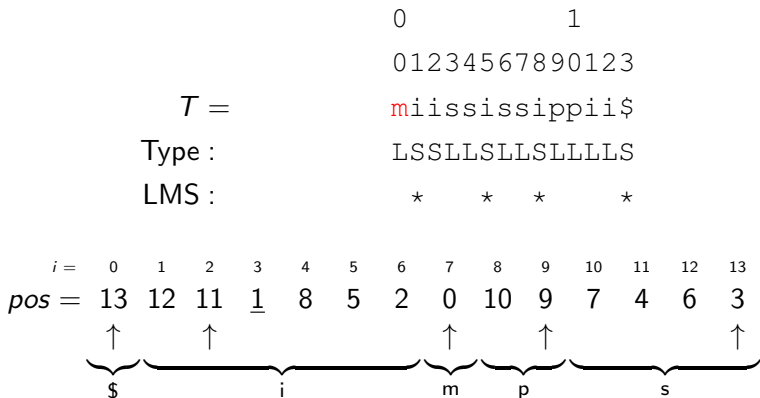 0 1
01234567890123
T = miissississippii$
Type : LSSLLSLLSLLLLS
LMS : * * * *
i = 0 1 2 3 4 5 6 7 8 9 10 11 12 13
pos = 13 12 11 1 8 5 2 0 10 9 7 4 6 3
↑ ↑ ↑ ↑ ↑
$ i m p s